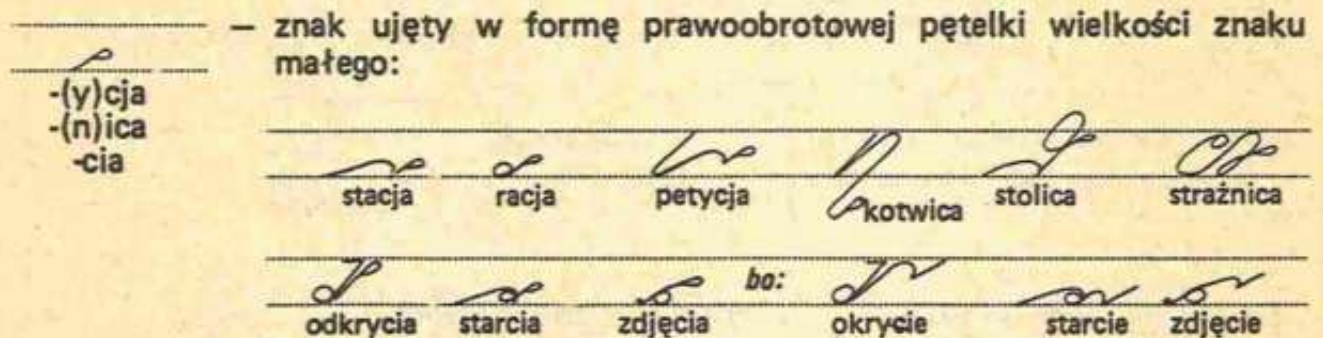 — znak ujęty w formę prawoobrotowej pętelki wielkości znaku
małego:
-(y)cja
-(n)ica
-cia
stacja racja petycja kotwica stolica strażnica
bo:
odkrycia starcia zdjęcia okrycie starcie zdjęcie